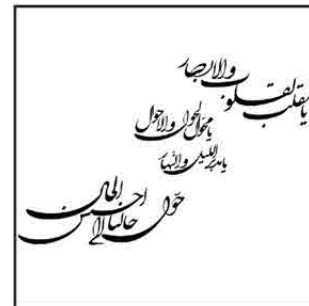 یا مقلب القلوب والابصار
یا مدبر اللیل والنهار
یا محول الحول والاحوال
حول حالنا الی احسن الحال